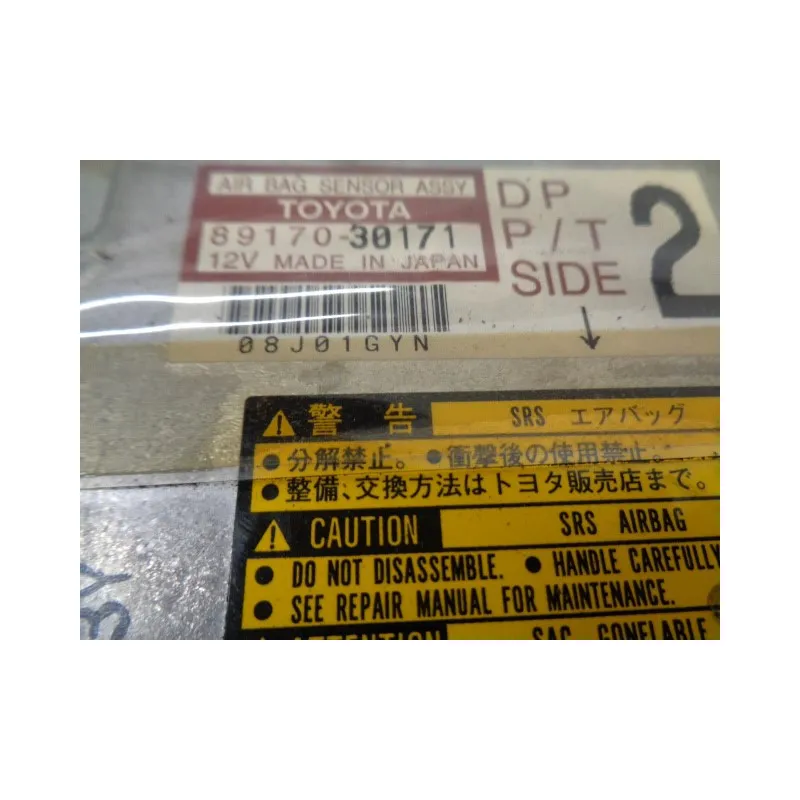 AIR BAG SENSOR ASSY
TOYOTA
89170-30171
12V MADE IN JAPAN
08J01GYN
DP
P/T
SIDE
2
警告 SRS エアバッグ
●分解禁止。●衝撃後の使用禁止。
●整備、交換方法はトヨタ販売店まで。
CAUTION SRS AIRBAG
● DO NOT DISASSEMBLE. ● HANDLE CAREFULLY
● SEE REPAIR MANUAL FOR MAINTENANCE.
ATTENTION SAC GONFLABLE